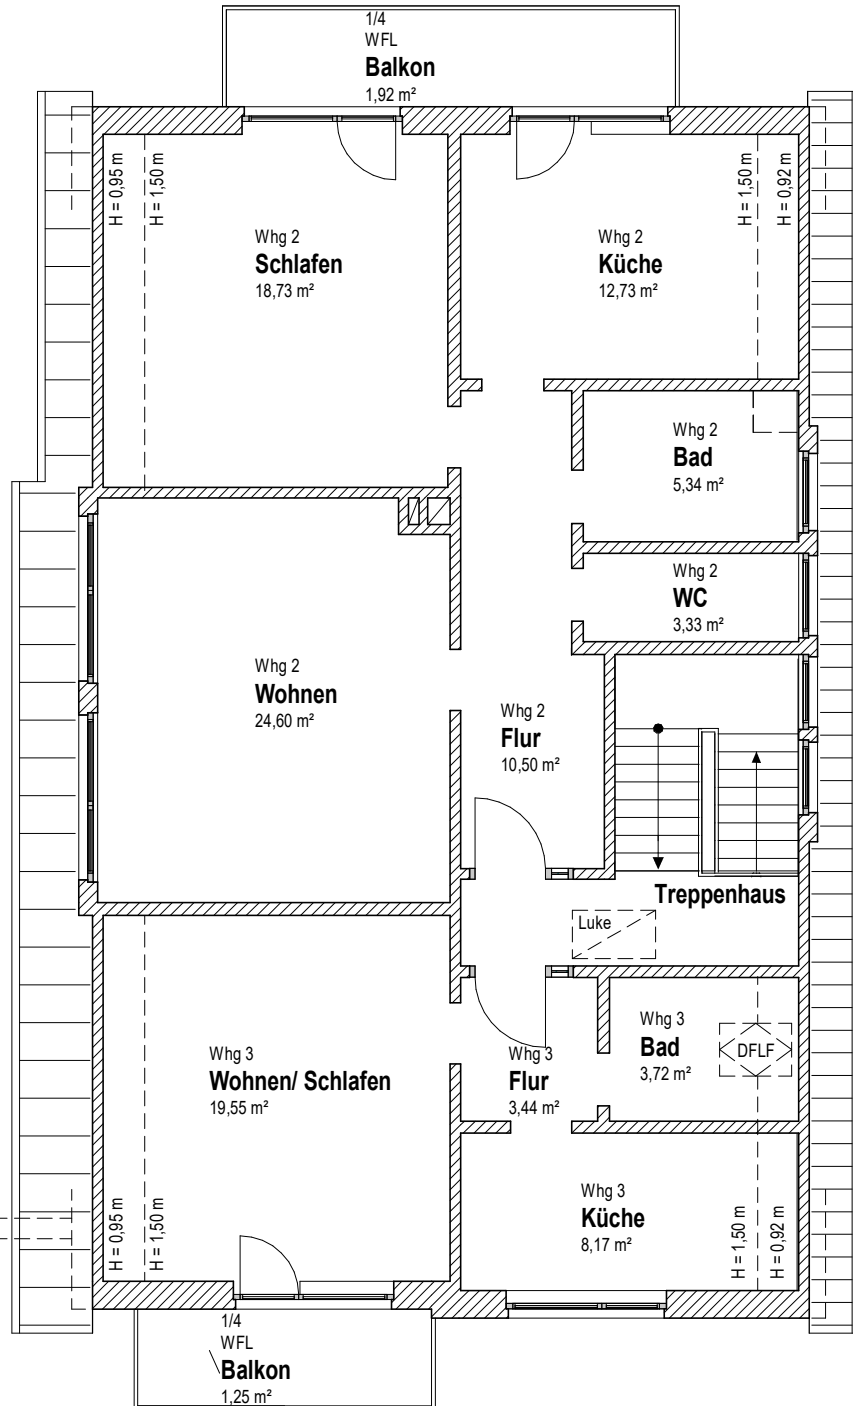 1/4
WFL
Balkon
1,92 m²
H = 0,95 m
H = 1,50 m
H = 1,50 m
H = 0,92 m
Whg 2
Schlafen
18,73 m²
Whg 2
Küche
12,73 m²
Whg 2
Bad
5,34 m²
Whg 2
WC
3,33 m²
Whg 2
Wohnen
24,60 m²
Whg 2
Flur
10,50 m²
Treppenhaus
Luke
Whg 3
Wohnen/ Schlafen
19,55 m²
Whg 3
Flur
3,44 m²
Whg 3
Bad
3,72 m²
DFLF
Whg 3
Küche
8,17 m²
H = 0,95 m
H = 1,50 m
H = 1,50 m
H = 0,92 m
1/4
WFL
Balkon
1,25 m²